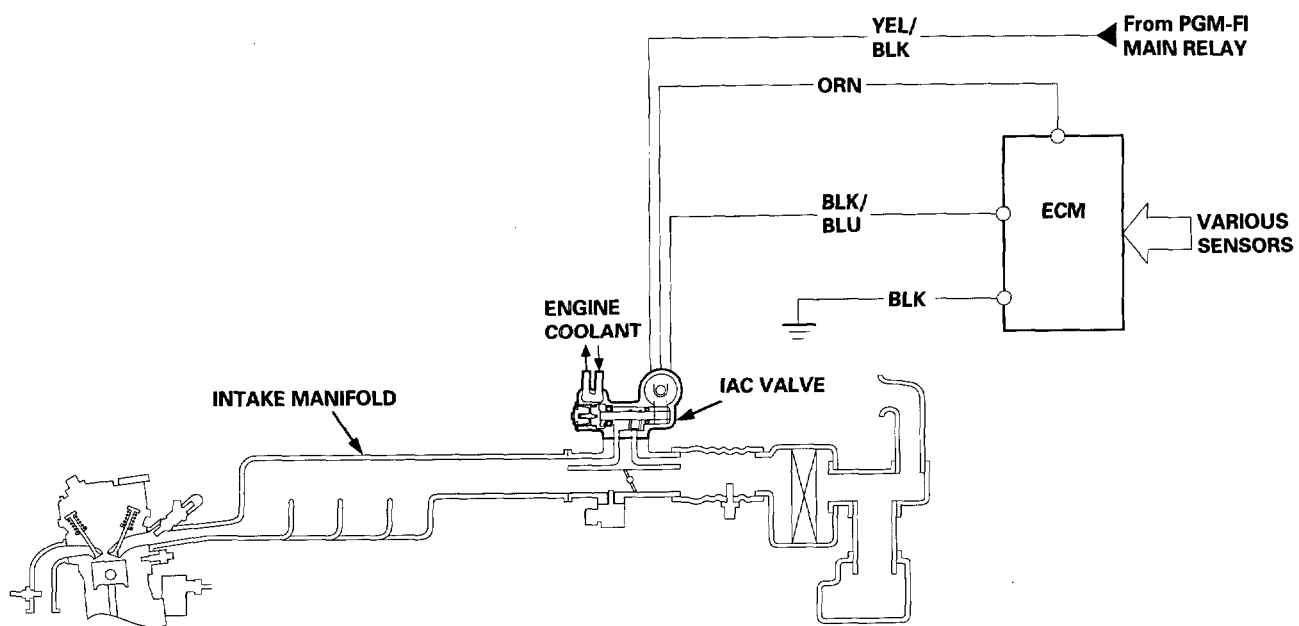 YEL/
BLK
From PGM-FI
MAIN RELAY
ORN
BLK/
BLU
ECM
VARIOUS
SENSORS
BLK
ENGINE
COOLANT
IAC VALVE
INTAKE MANIFOLD